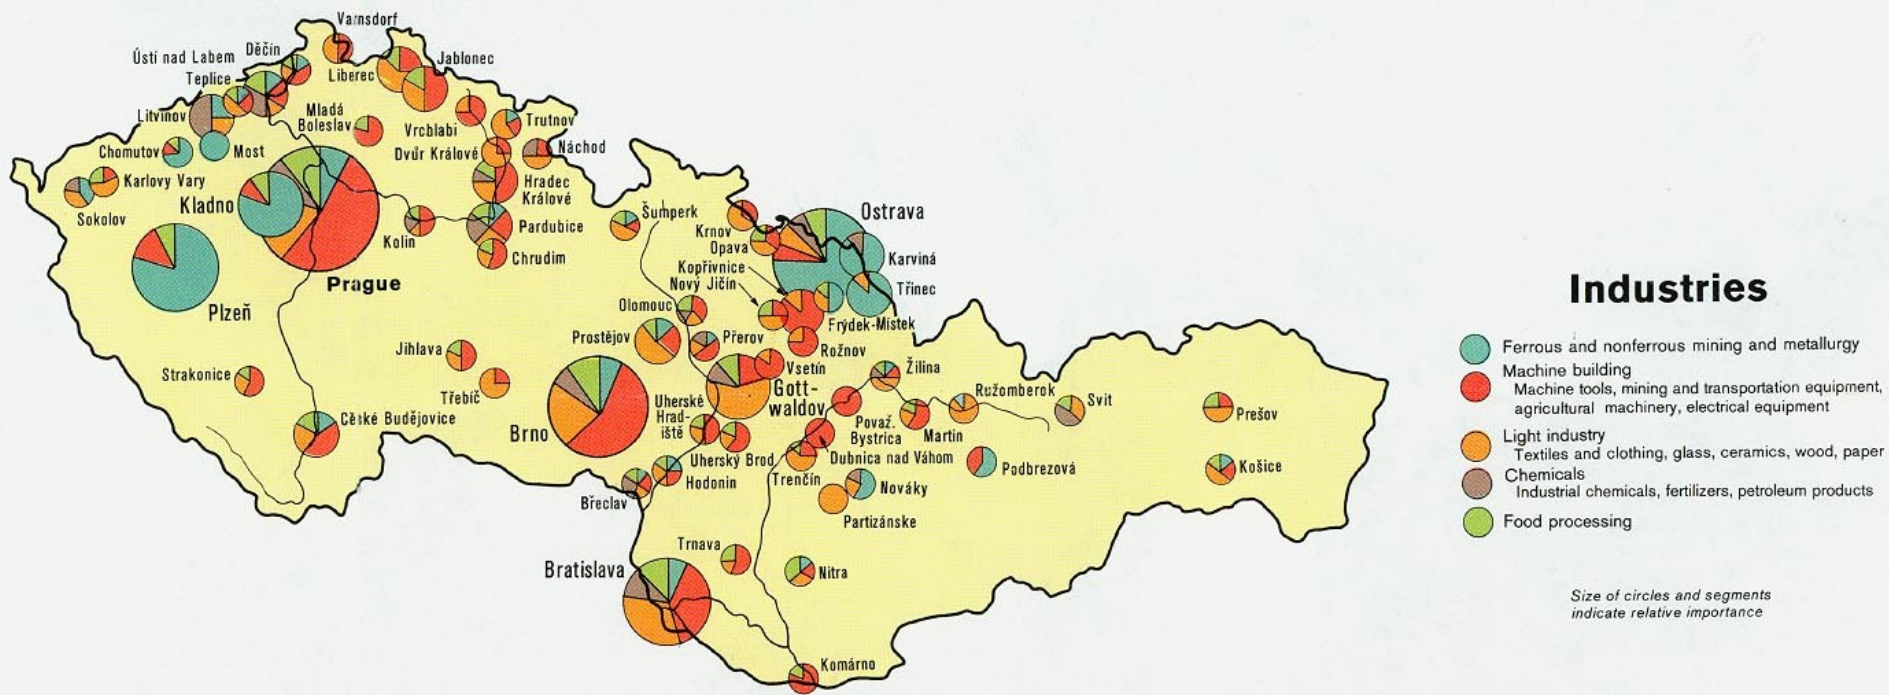 Varnsdorf
Ústí nad Labem
Děčín
Teplice
Liberec
Jablonec
Litvínov
Mladá
Boleslav
Vrchlabi
Trutnov
Chomutov
Most
Dvůr Králové
Náchod
Karlovy Vary
Kladno
Hradec
Králové
Sokolov
Kolín
Pardubice
Chrudim
Prague
Plzeň
Šumperk
Krnov
Opava
Ostrava
Karviná
Kopřivnice
Nový Jičín
Třinec
Olomouc
Frýdek-Místek
Prostějov
Přerov
Rožnov
Jihlava
Vsetín
Žilina
Strakonice
Třebíč
Gott-
waldov
Ružomberok
Svit
Uherské
Hrad-
iště
Prešov
České Budějovice
Brno
Považ.
Bystrica
Martin
Uherský Brod
Dubnica nad Váhom
Podbrezová
Košice
Hodonin
Trenčín
Nováky
Břeclav
Partizánske
Trnava
Bratislava
Nitra
Komárno
Industries
Ferrous and nonferrous mining and metallurgy
Machine building
Machine tools, mining and transportation equipment,
agricultural machinery, electrical equipment
Light industry
Textiles and clothing, glass, ceramics, wood, paper
Chemicals
Industrial chemicals, fertilizers, petroleum products
Food processing
Size of circles and segments
indicate relative importance